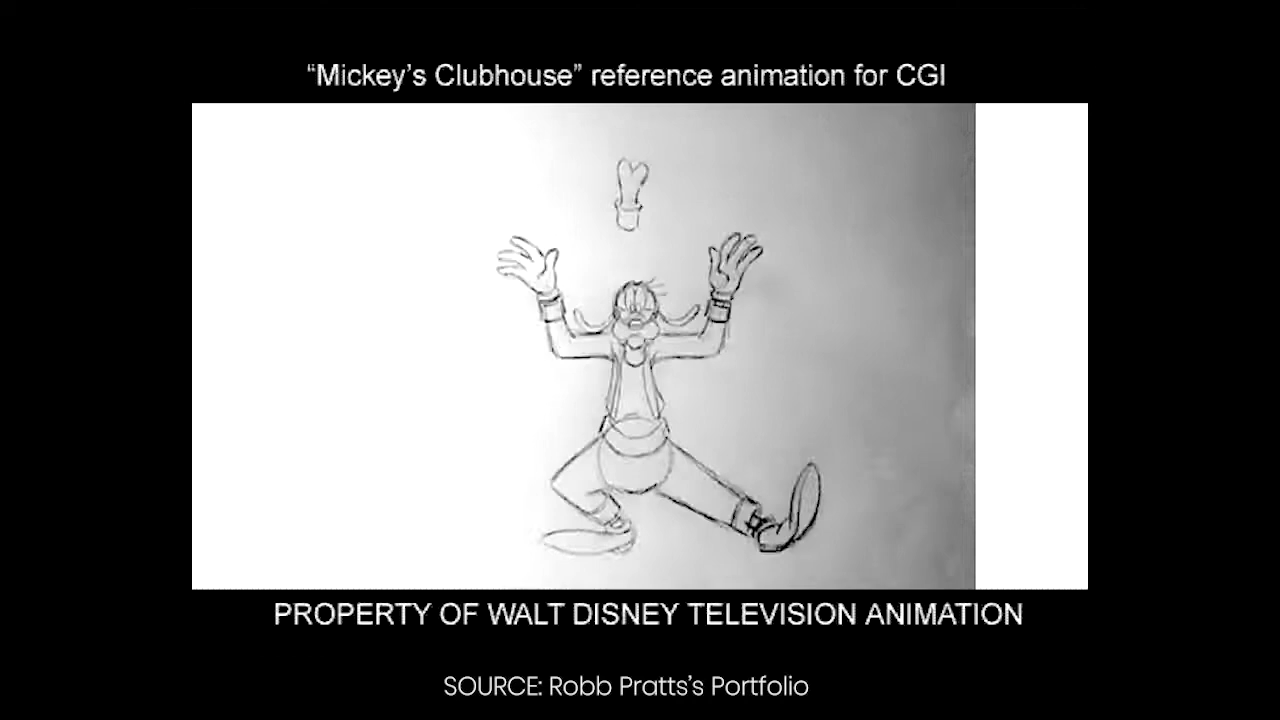 “Mickey’s Clubhouse” reference animation for CGI
PROPERTY OF WALT DISNEY TELEVISION ANIMATION
SOURCE: Robb Pratts’s Portfolio